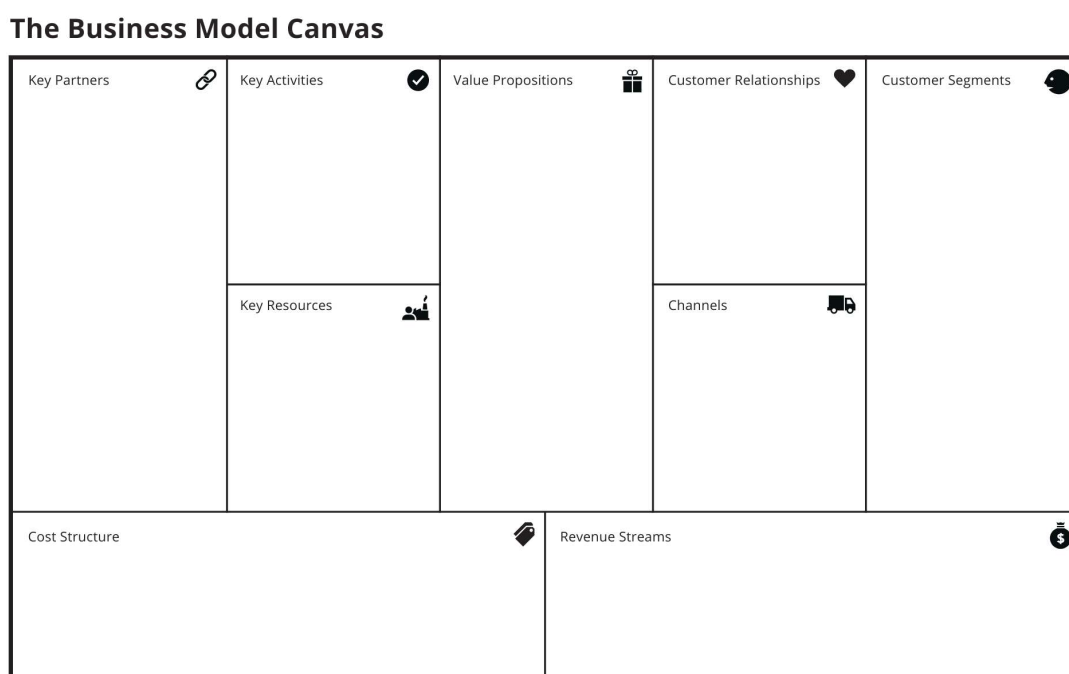 The Business Model Canvas
Key Partners
Key Activities
Value Propositions
Customer Relationships
Customer Segments
Key Resources
Channels
Cost Structure
Revenue Streams
$